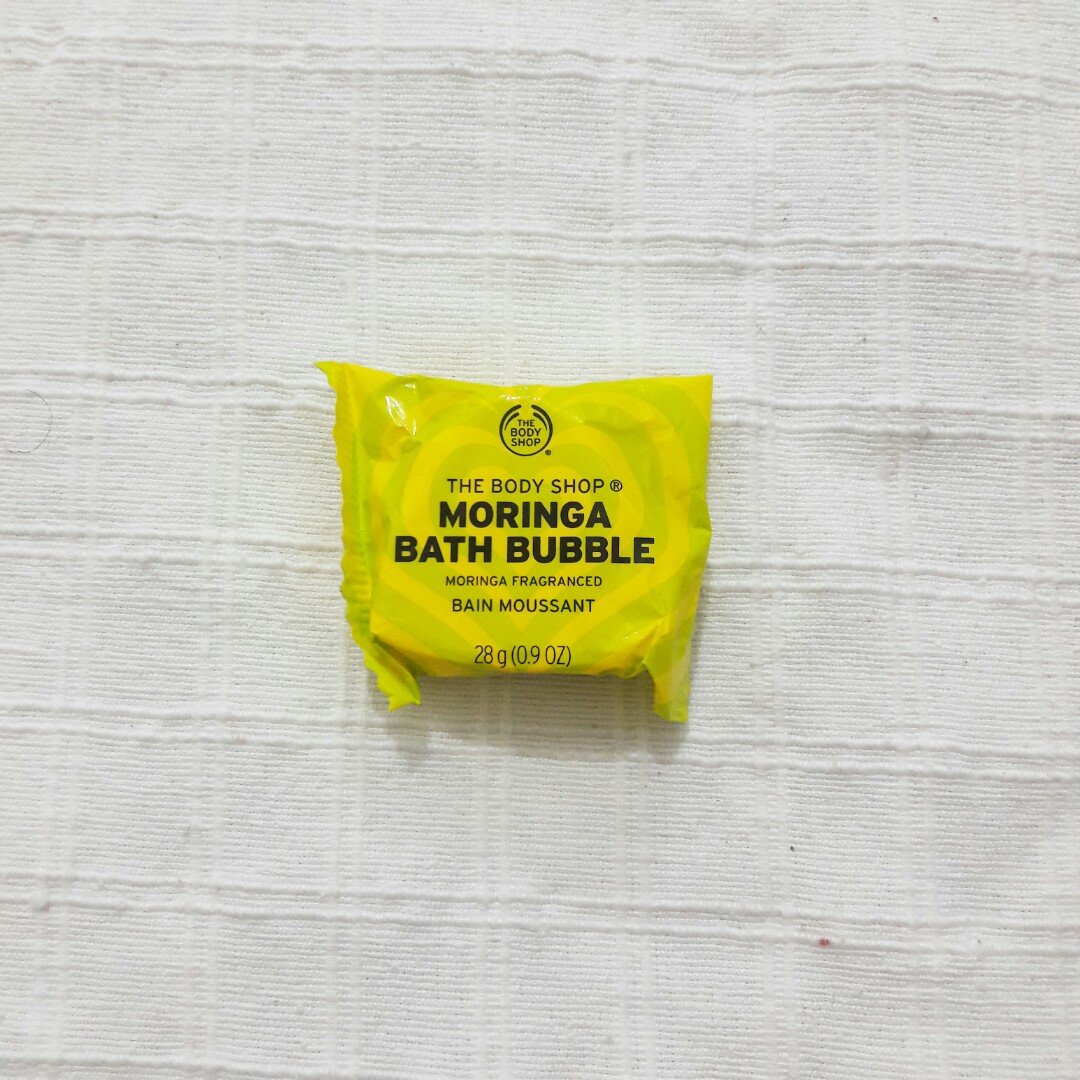 THE
BODY
SHOP®
THE BODY SHOP®
MORINGA
BATH BUBBLE
MORINGA FRAGRANCED
BAIN MOUSSANT
28 g (0.9 OZ)